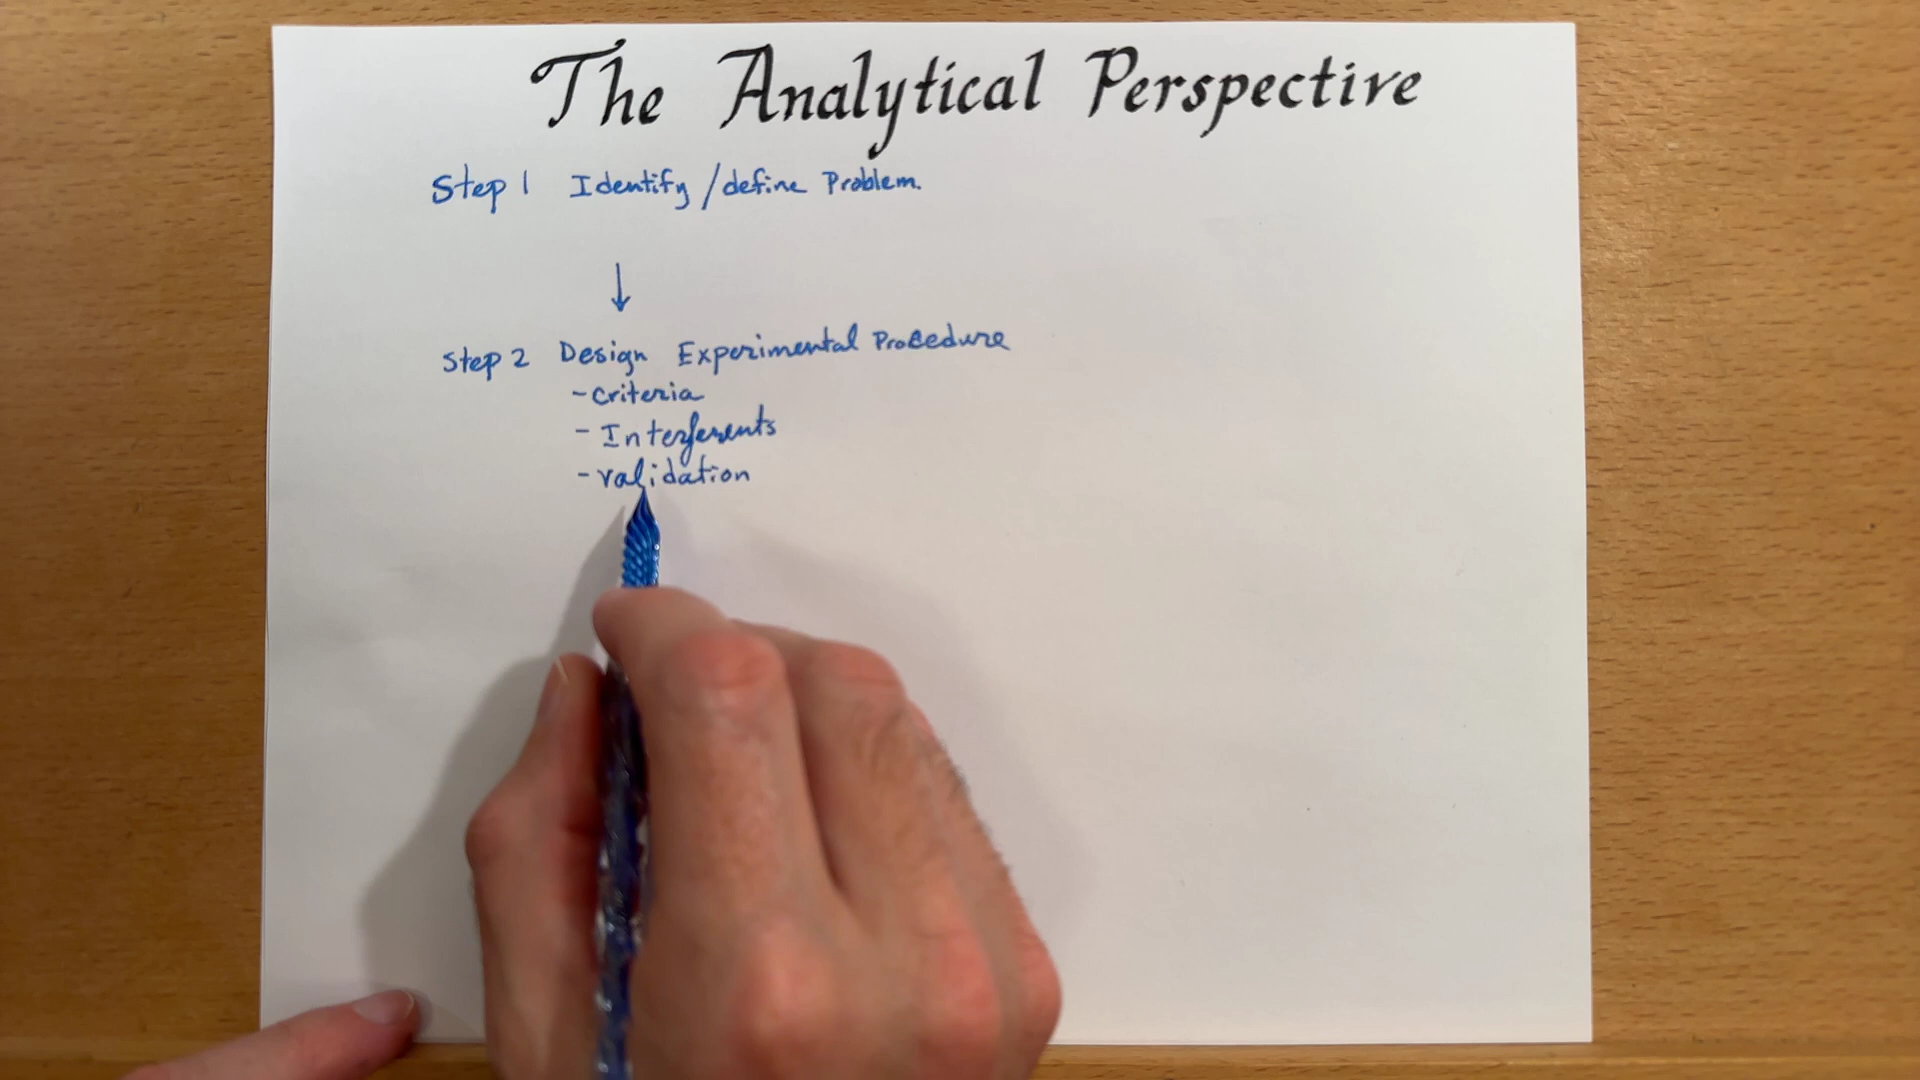 The Analytical Perspective
Step 1 Identify/define Problem.
Step 2 Design Experimental Procedure
- criteria
- Interferents
- validation